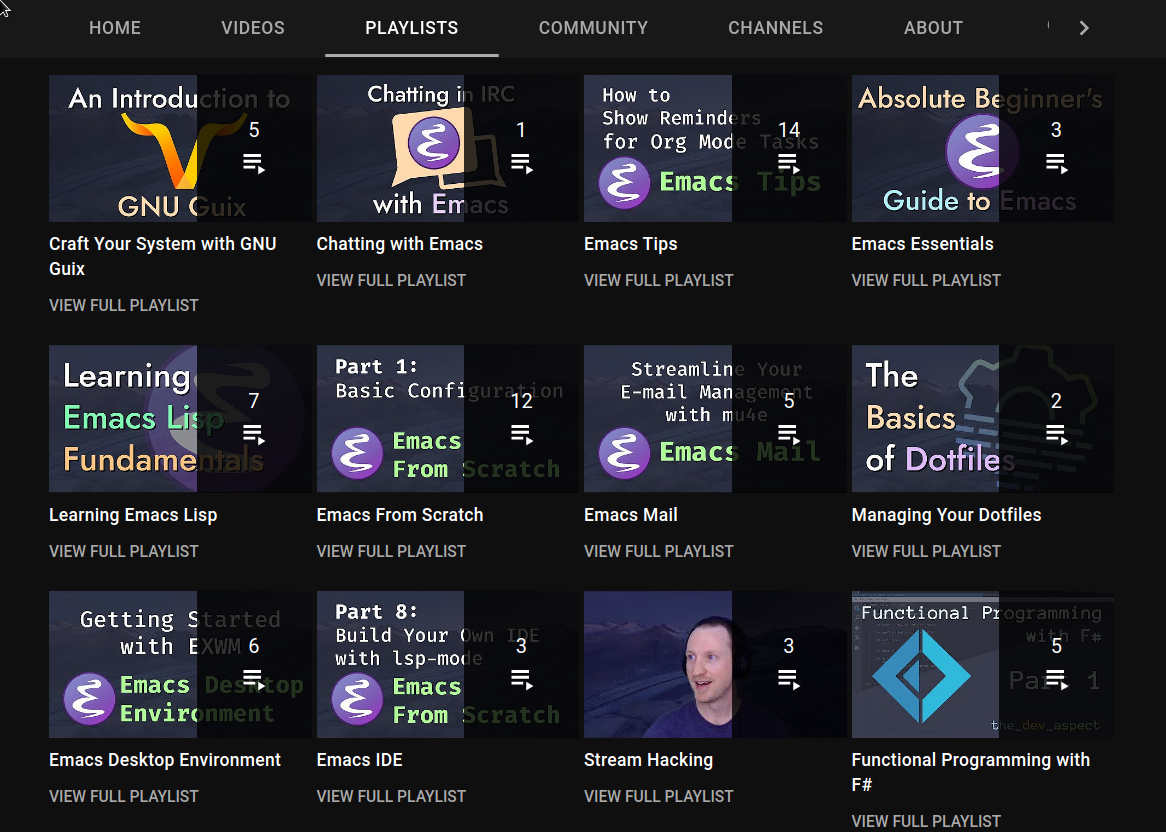 HOME VIDEOS PLAYLISTS COMMUNITY CHANNELS ABOUT
An Introduction to
GNU Guix
5
Craft Your System with GNU
Guix
VIEW FULL PLAYLIST
Chatting in IRC
with Emacs
1
Chatting with Emacs
VIEW FULL PLAYLIST
How to
Show Reminders
for Org Mode Tasks
Emacs Tips
14
Emacs Tips
VIEW FULL PLAYLIST
Absolute Beginner's
Guide to Emacs
3
Emacs Essentials
VIEW FULL PLAYLIST
Learning
Emacs Lisp
Fundamentals
7
Learning Emacs Lisp
VIEW FULL PLAYLIST
Part 1:
Basic Configuration
Emacs
From Scratch
12
Emacs From Scratch
VIEW FULL PLAYLIST
Streamline Your
E-mail Management
with mu4e
Emacs Mail
5
Emacs Mail
VIEW FULL PLAYLIST
The
Basics
of Dotfiles
2
Managing Your Dotfiles
VIEW FULL PLAYLIST
Getting Started
with EXWM
Emacs Desktop
Environment
6
Emacs Desktop Environment
VIEW FULL PLAYLIST
Part 8:
Build Your Own IDE
with lsp-mode
Emacs
From Scratch
3
Emacs IDE
VIEW FULL PLAYLIST
3
Stream Hacking
VIEW FULL PLAYLIST
Functional Programming
with F#
Part 1
the_dev_aspect
5
Functional Programming with
F#
VIEW FULL PLAYLIST